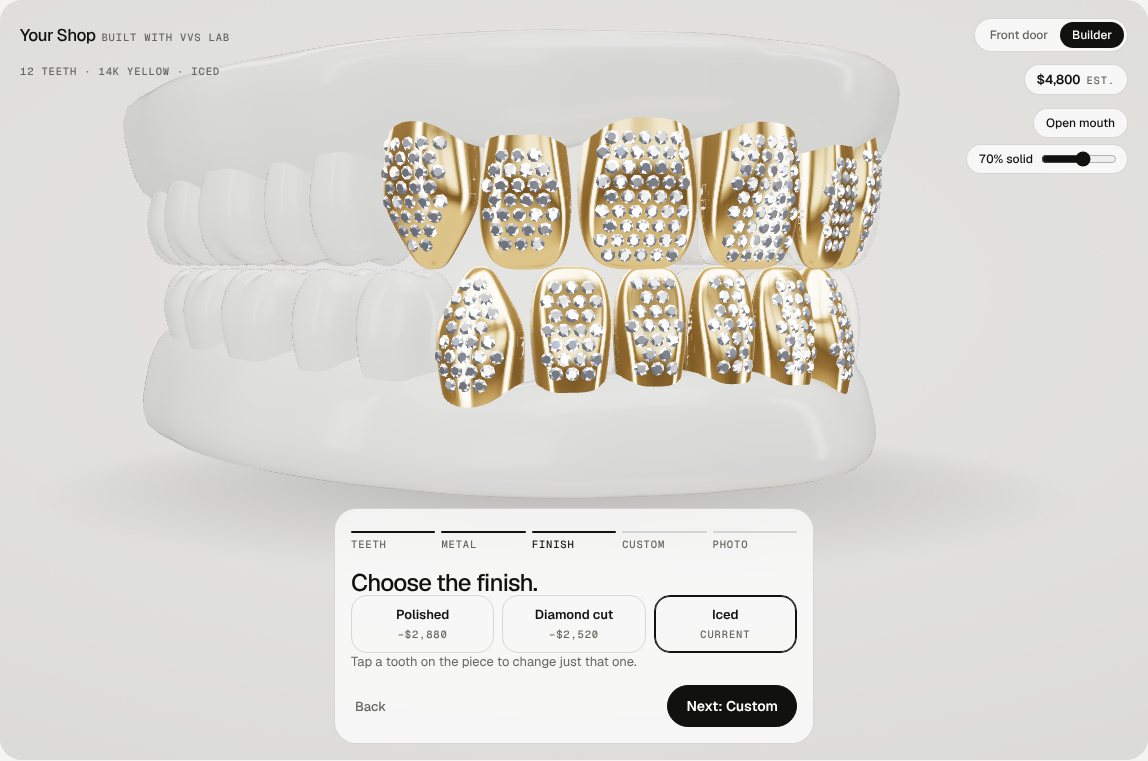 Your Shop BUILT WITH VVS LAB
12 TEETH · 14K YELLOW · ICED
Front door Builder
$4,800 EST.
Open mouth
70% solid
TEETH METAL FINISH CUSTOM PHOTO
Choose the finish.
Polished Diamond cut Iced
−$2,880 −$2,520 CURRENT
Tap a tooth on the piece to change just that one.
Back Next: Custom